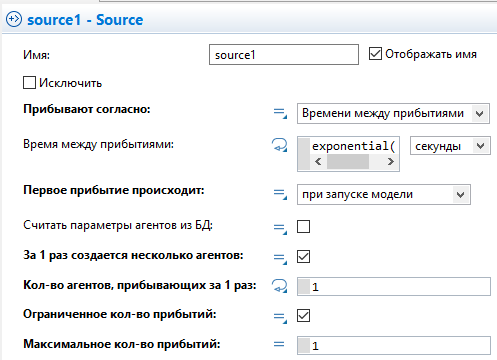 source1 - Source
Имя: source1 Отображать имя
Исключить
Прибывают согласно: Времени между прибытиями
Время между прибытиями: exponential( секунды
Первое прибытие происходит: при запуске модели
Считать параметры агентов из БД:
За 1 раз создается несколько агентов:
Кол-во агентов, прибывающих за 1 раз: 1
Ограниченное кол-во прибытий:
Максимальное кол-во прибытий: 1